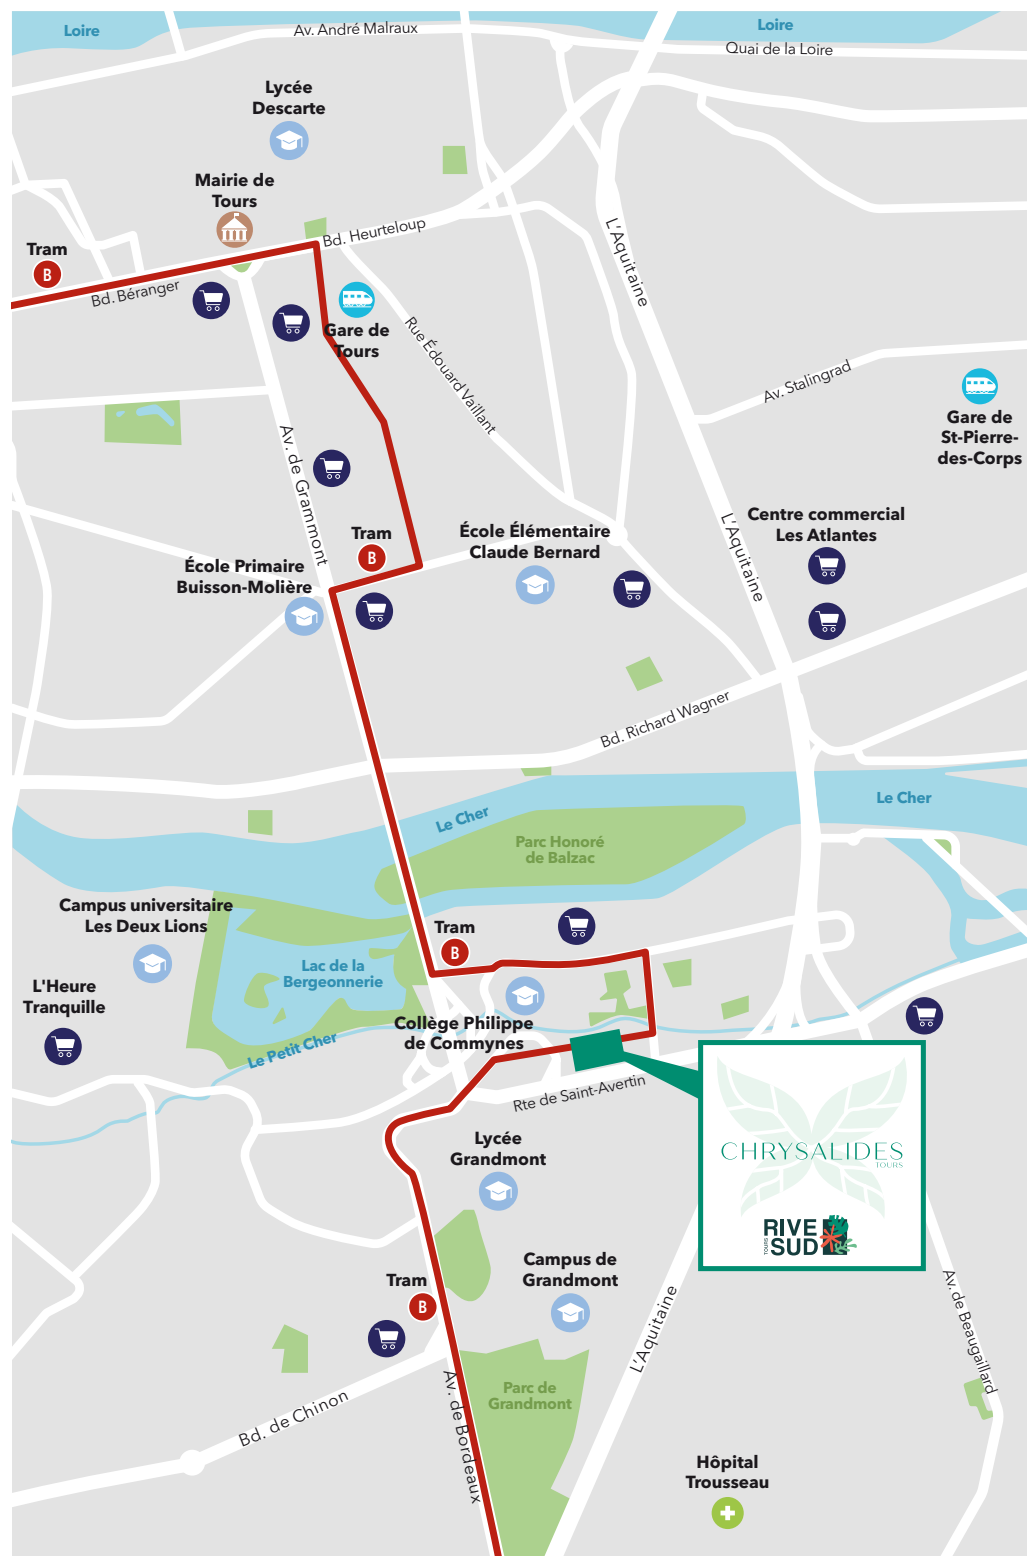 Loire
Av. André Malraux
Loire
Quai de la Loire
Lycée
Descarte
Mairie de
Tours
Bd. Heurteloup
Tram
B
Bd. Béranger
L'Aquitaine
Gare de
Tours
Rue Édouard Vaillant
Av. Stalingrad
Gare de
St-Pierre-
des-Corps
Av. de Grammont
Tram
B
École Élémentaire
Claude Bernard
L'Aquitaine
Centre commercial
Les Atlantes
École Primaire
Buisson-Molière
Bd. Richard Wagner
Le Cher
Le Cher
Parc Honoré
de Balzac
Campus universitaire
Les Deux Lions
Tram
B
Lac de la
Bergeonnerie
L'Heure
Tranquille
Collège Philippe
de Commynes
Le Petit Cher
Rte de Saint-Avertin
CHRYSALIDES
TOURS
Lycée
Grandmont
TOURS
RIVE
SUD
Campus de
Grandmont
Tram
B
L'Aquitaine
Av. de Beaugaillard
Parc de
Grandmont
Bd. de Chinon
Av. de Bordeaux
Hôpital
Trousseau